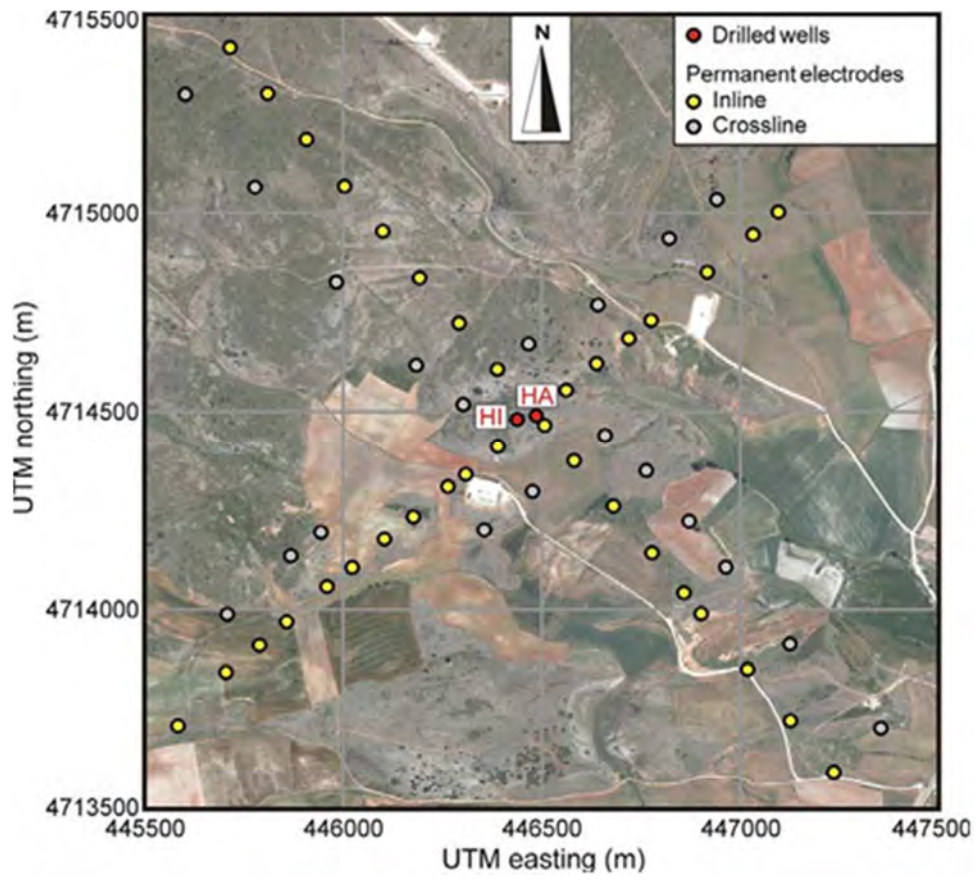 4715500
N
Drilled wells
Permanent electrodes
Inline
Crossline
4715000
4714500
HA
HI
4714000
4713500
445500
446000
446500
447000
447500
UTM northing (m)
UTM easting (m)